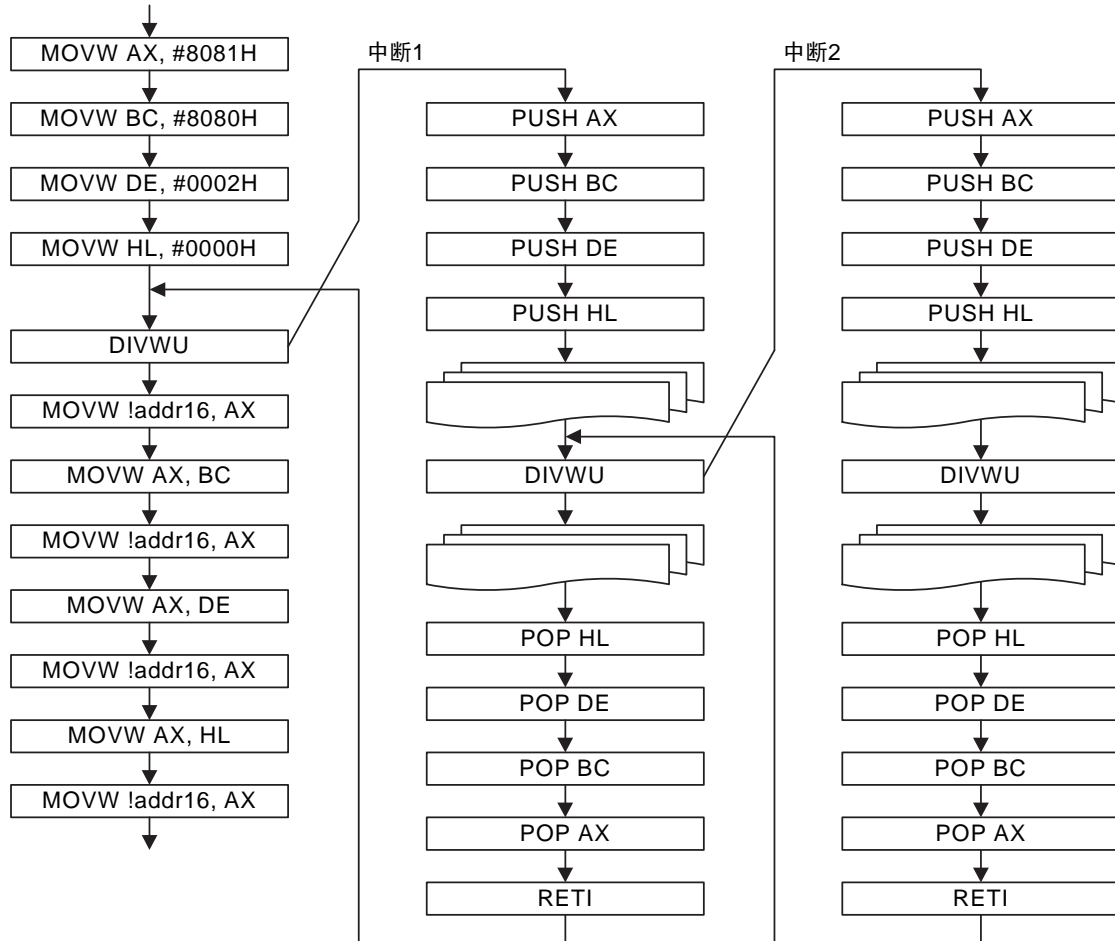 MOVW AX, #8081H
MOVW BC, #8080H
MOVW DE, #0002H
MOVW HL, #0000H
DIVWU
MOVW !addr16, AX
MOVW AX, BC
MOVW !addr16, AX
MOVW AX, DE
MOVW !addr16, AX
MOVW AX, HL
MOVW !addr16, AX
中断1
PUSH AX
PUSH BC
PUSH DE
PUSH HL
DIVWU
POP HL
POP DE
POP BC
POP AX
RETI
中断2
PUSH AX
PUSH BC
PUSH DE
PUSH HL
DIVWU
POP HL
POP DE
POP BC
POP AX
RETI